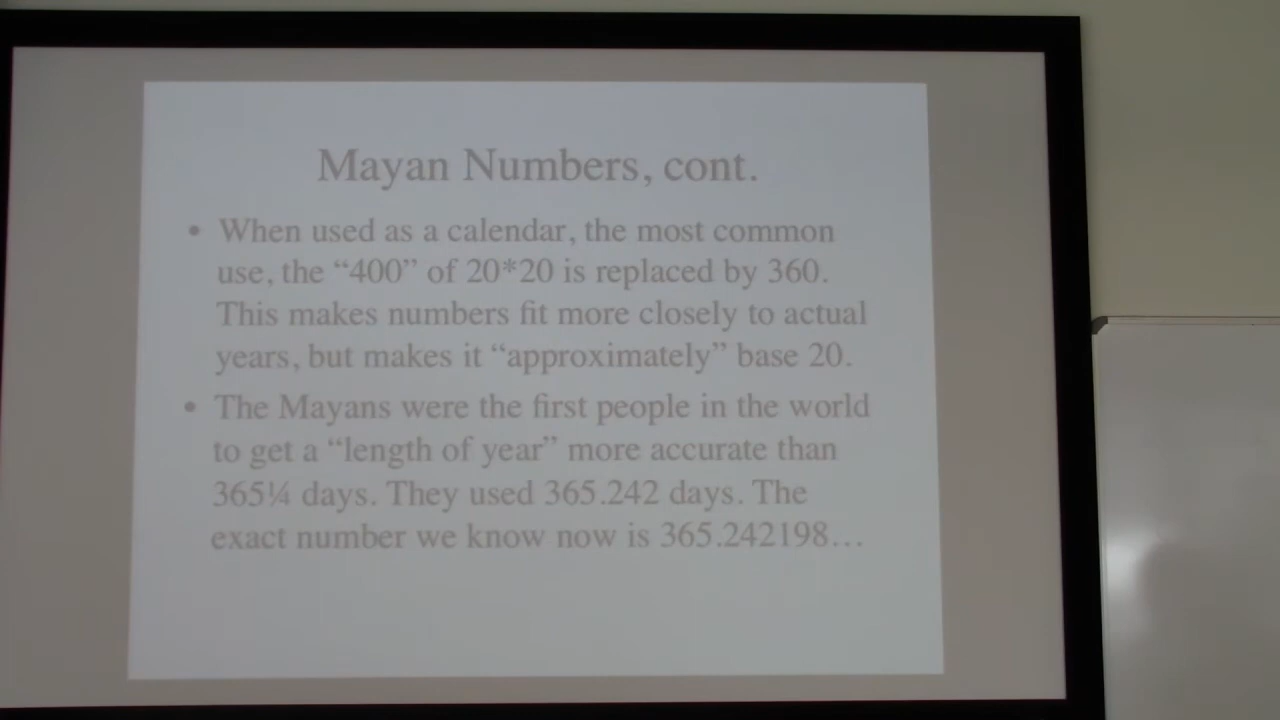 Mayan Numbers, cont.
• When used as a calendar, the most common
use, the “400” of 20*20 is replaced by 360.
This makes numbers fit more closely to actual
years, but makes it “approximately” base 20.
• The Mayans were the first people in the world
to get a “length of year” more accurate than
365¼ days. They used 365.242 days. The
exact number we know now is 365.242198…